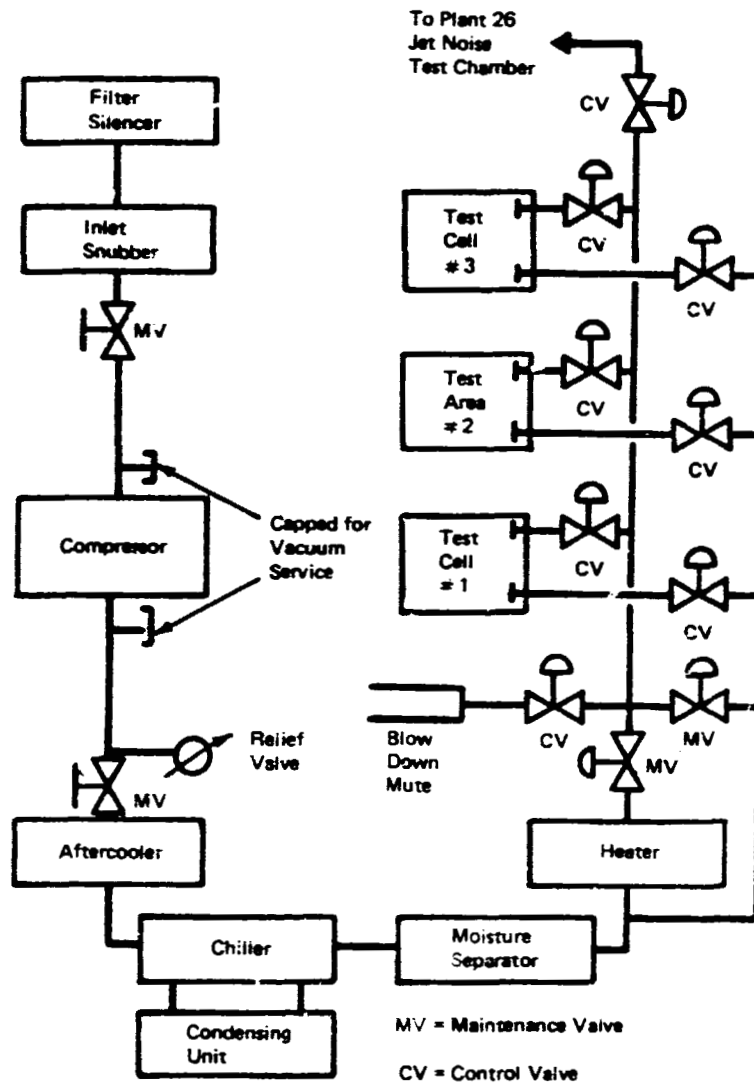 To Plant 26
Jet Noise
Test Chamber
CV
Filter
Silencer
Inlet
Snubber
MV
Compressor
Capped for
Vacuum
Service
Relief
Valve
MV
Aftercooler
Chiller
Condensing
Unit
Moisture
Separator
Heater
Test
Cell
#3
CV
CV
Test
Area
#2
CV
CV
Test
Cell
#1
CV
CV
Blow
Down
Mute
CV
MV
MV
MV = Maintenance Valve
CV = Control Valve